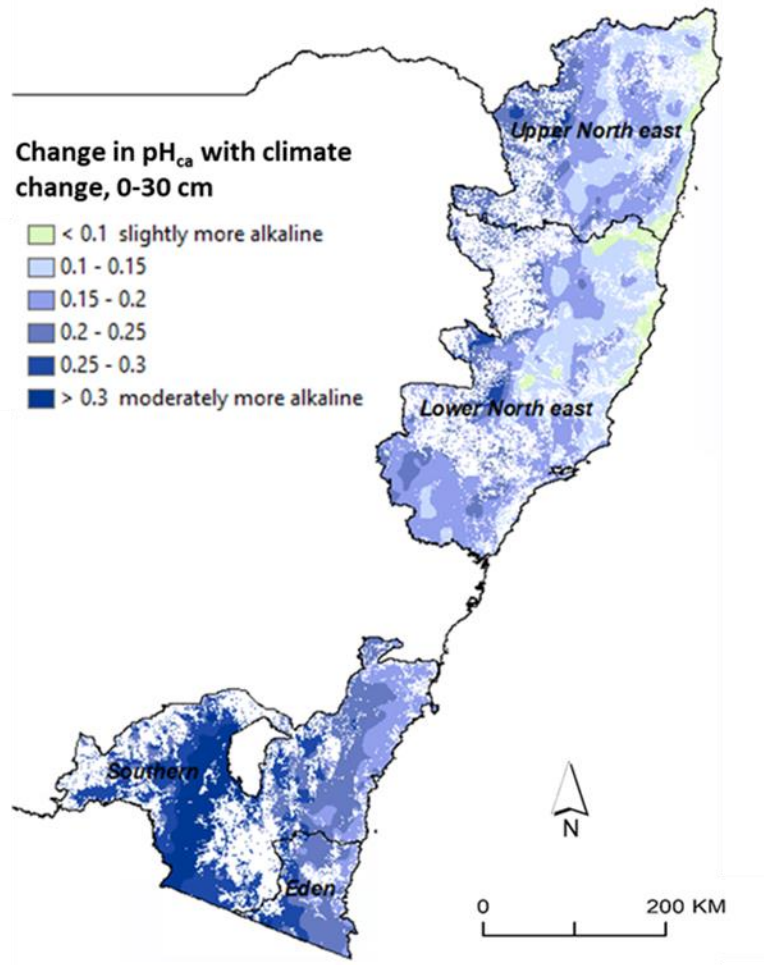 Upper North east
Change in pHca with climate
change, 0-30 cm
< 0.1 slightly more alkaline
0.1 - 0.15
0.15 - 0.2
0.2 - 0.25
0.25 - 0.3
> 0.3 moderately more alkaline
Lower North east
Southern
N
Eden
0 200 KM